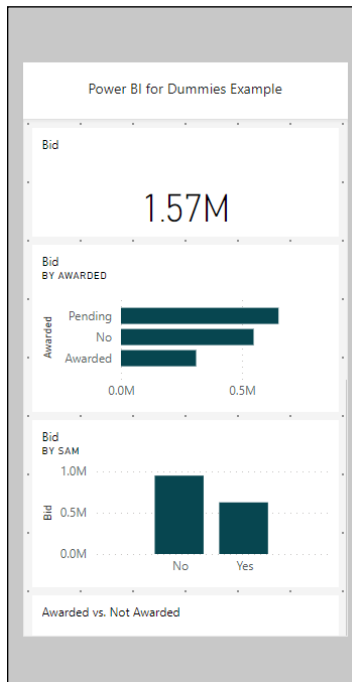 Power BI for Dummies Example
Bid
1.57M
Bid
BY AWARDED
Awarded
Pending
No
Awarded
0.0M 0.5M
Bid
BY SAM
Bid
1.0M
0.5M
0.0M
No Yes
Awarded vs. Not Awarded